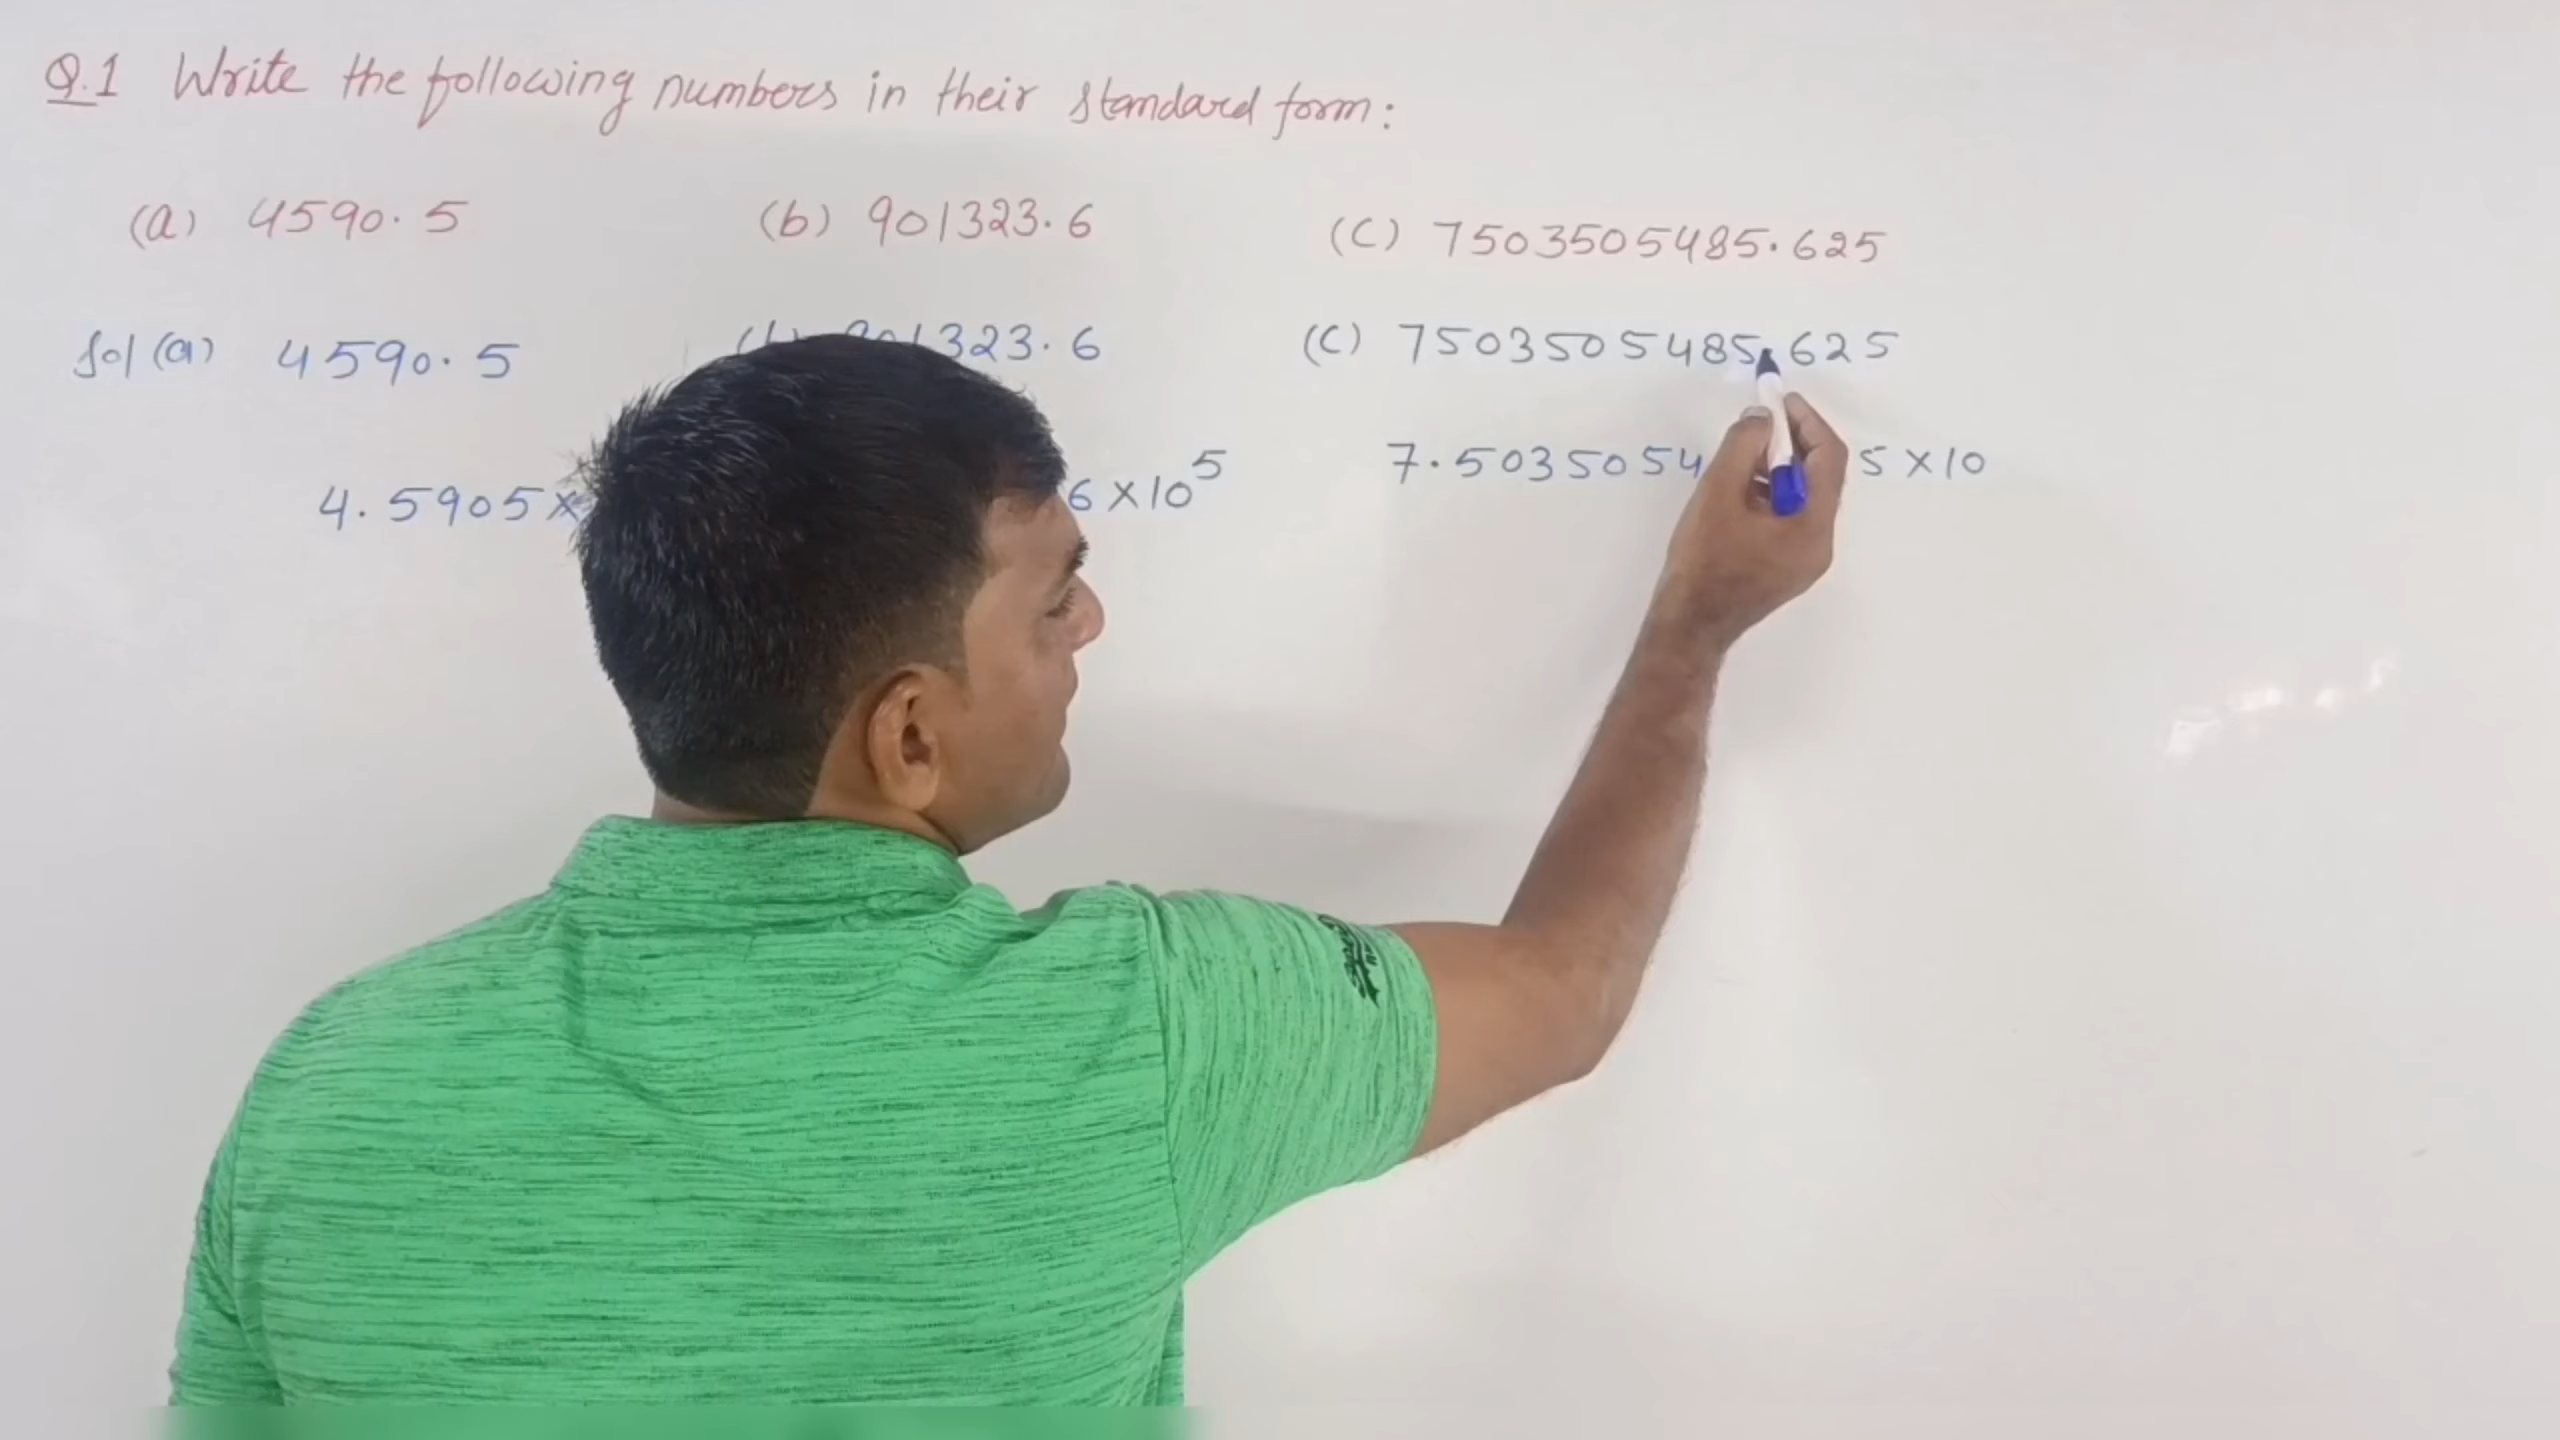 Q.1 Write the following numbers in their standard form:
(a) 4590.5 (b) 901323.6 (C) 7503505485.625
Sol (a) 4590.5 323.6 (C) 7503505485.625
4.5905× 6×10⁵ 7.5035054 5×10